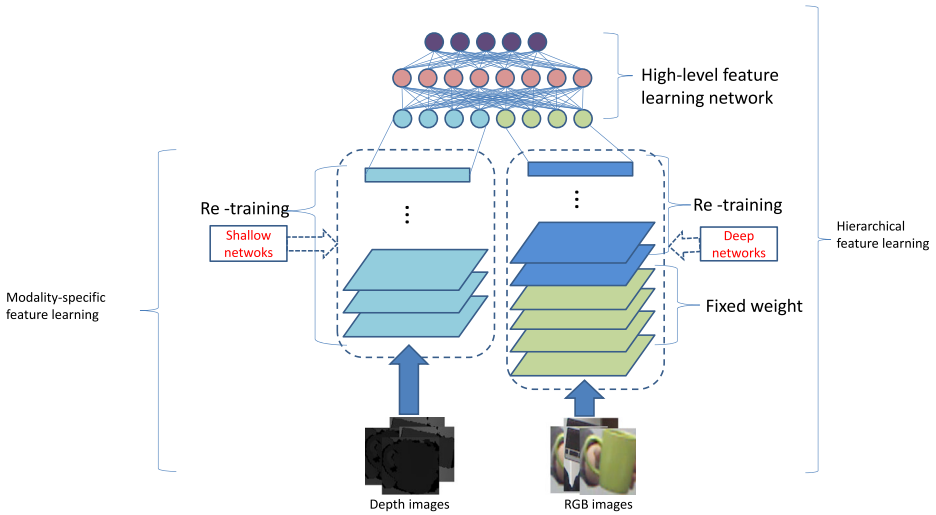 High-level feature
learning network
Re -training
Shallow
netwoks
Re -training
Deep
networks
Hierarchical
feature learning
Modality-specific
feature learning
Fixed weight
Depth images
RGB images